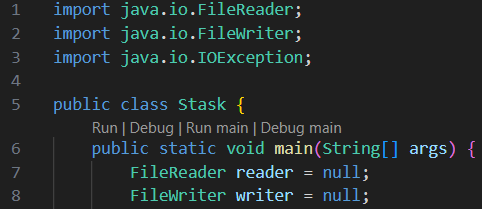 1 import java.io.FileReader;
2 import java.io.FileWriter;
3 import java.io.IOException;
4
5 public class Stask {
Run | Debug | Run main | Debug main
6 public static void main(String[] args) {
7 FileReader reader = null;
8 FileWriter writer = null;